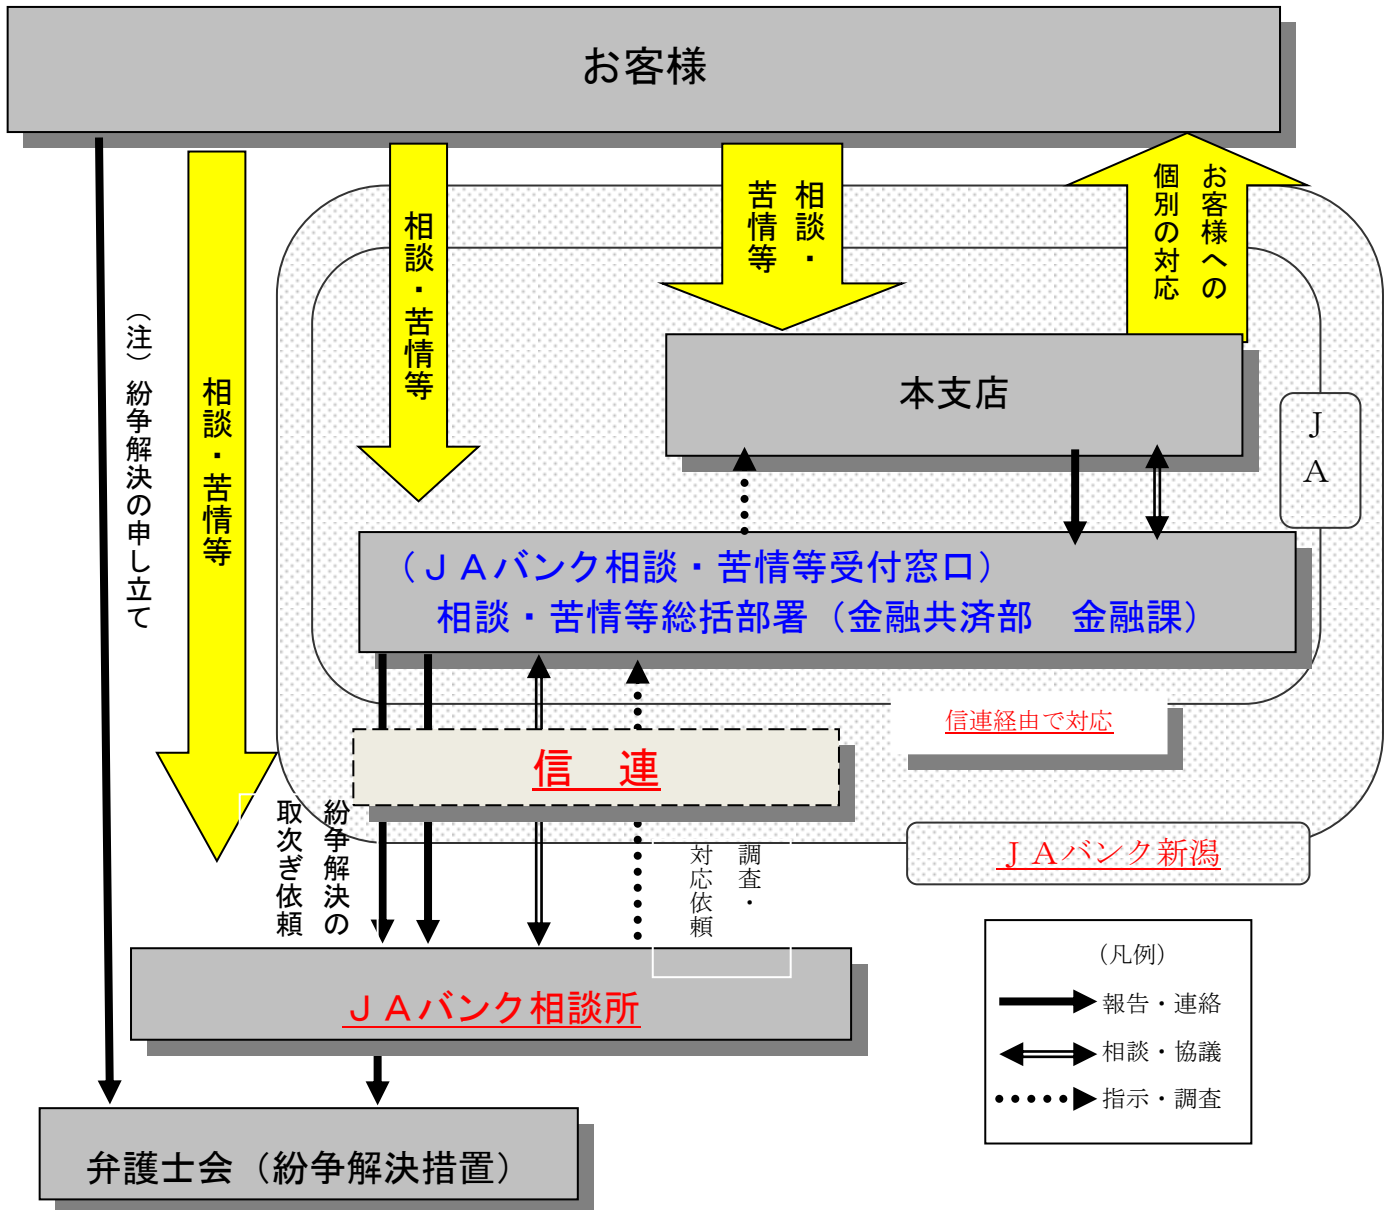 お客様
（注）紛争解決の申し立て
相談・苦情等
相談・苦情等
相談・
苦情等
お客様への
個別の対応
本支店
ＪＡ
（ＪＡバンク相談・苦情等受付窓口）
相談・苦情等総括部署（金融共済部　金融課）
信連経由で対応
信　連
紛争解決の
取次ぎ依頼
調査・
対応依頼
ＪＡバンク新潟
ＪＡバンク相談所
弁護士会（紛争解決措置）
（凡例）
報告・連絡
相談・協議
指示・調査